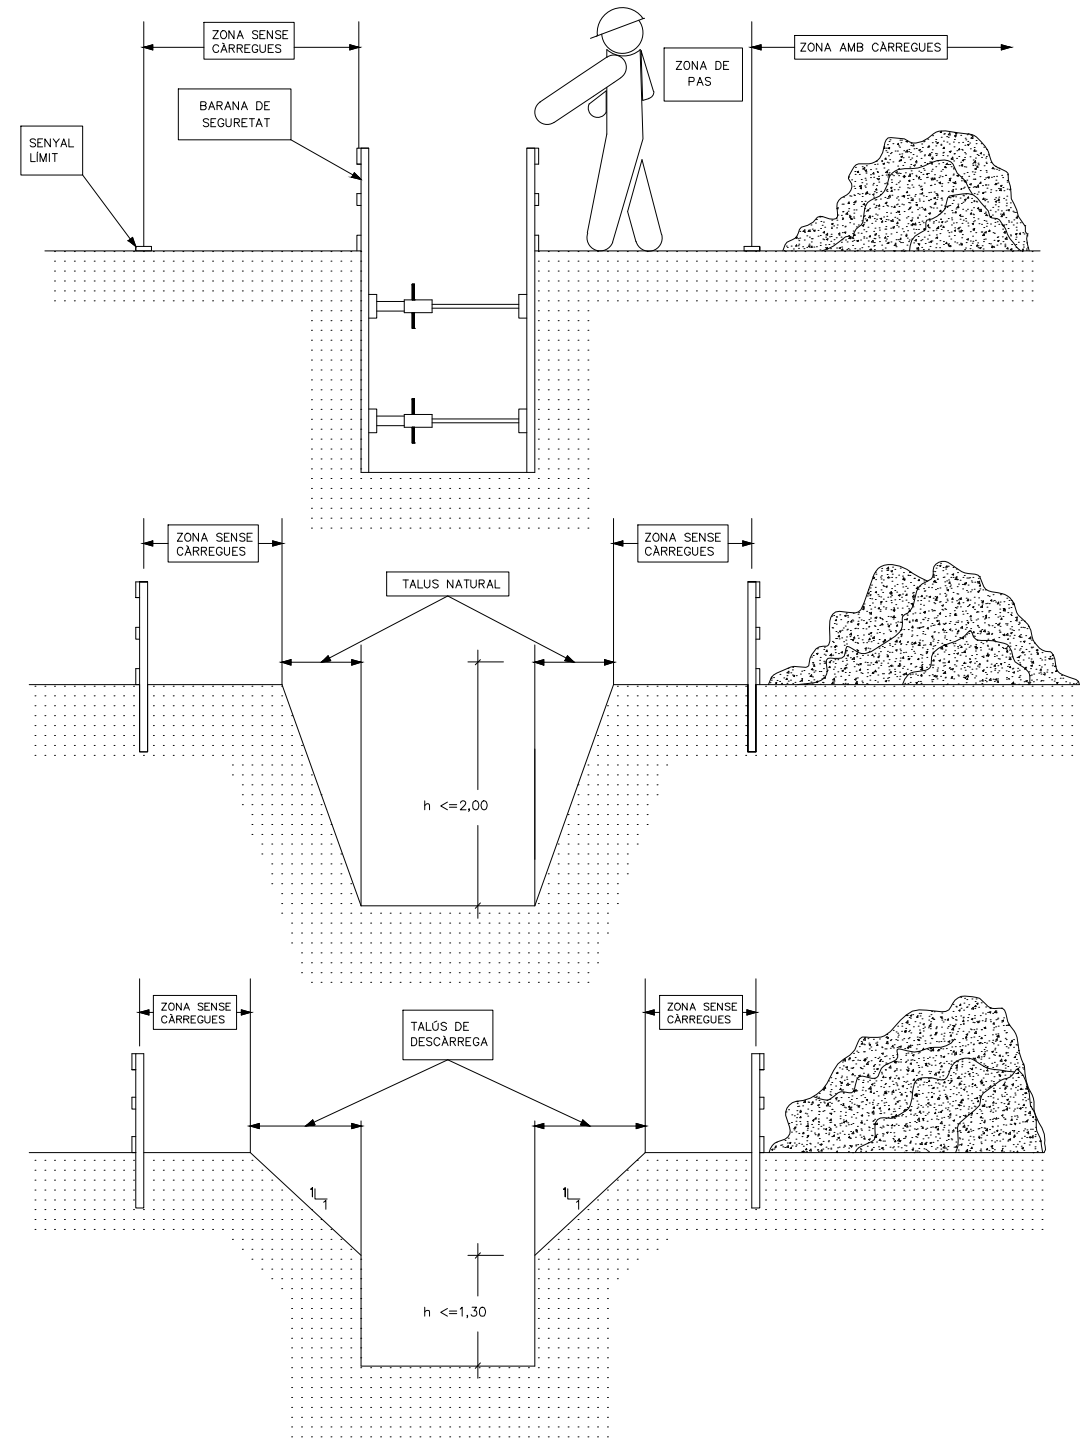 ZONA SENSE
CÀRREGUES
ZONA AMB CÀRREGUES
ZONA DE
PAS
BARANA DE
SEGURETAT
SENYAL
LÍMIT
ZONA SENSE
CÀRREGUES
ZONA SENSE
CÀRREGUES
TALUS NATURAL
h <=2,00
ZONA SENSE
CÀRREGUES
ZONA SENSE
CÀRREGUES
TALÚS DE
DESCÀRREGA
1
1
1
1
h <=1,30